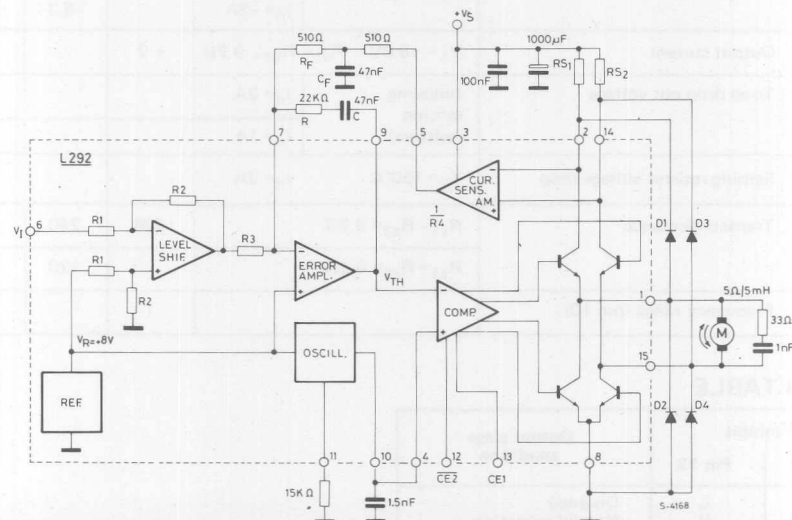 +VS
510Ω
510Ω
1000μF
RF
CF
47nF
100nF
RS1
RS2
22KΩ
47nF
R
C
7
9
5
3
2
14
L292
CUR.
SENS.
AM.
1
R4
R2
VI
6
R1
LEVEL
SHIF.
R3
D1
D3
R1
ERROR
AMPL.
VTH
R2
COMP.
1
5Ω/5mH
33Ω
M
1nF
VR=+8V
OSCILL.
15
REF.
D2
D4
11
10
4
12
13
8
CE2
CE1
15KΩ
1.5nF
S-4168
Output current